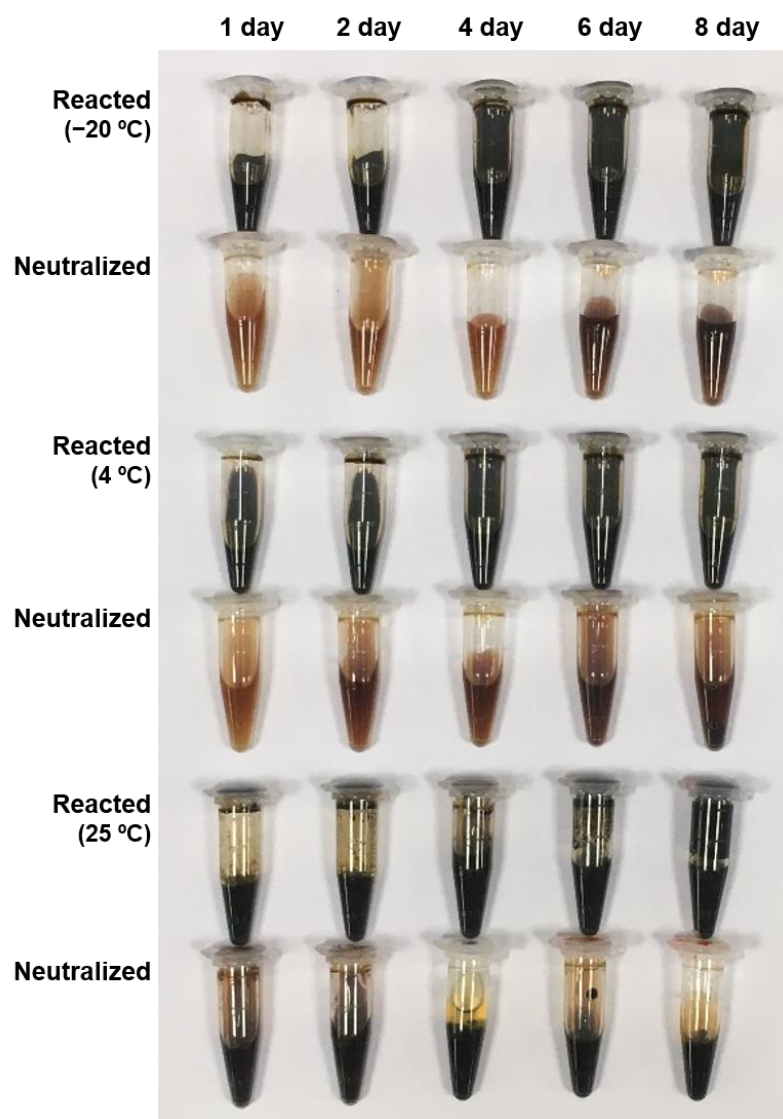 1 day 2 day 4 day 6 day 8 day
Reacted
(−20 ºC)
Neutralized
Reacted
(4 ºC)
Neutralized
Reacted
(25 ºC)
Neutralized